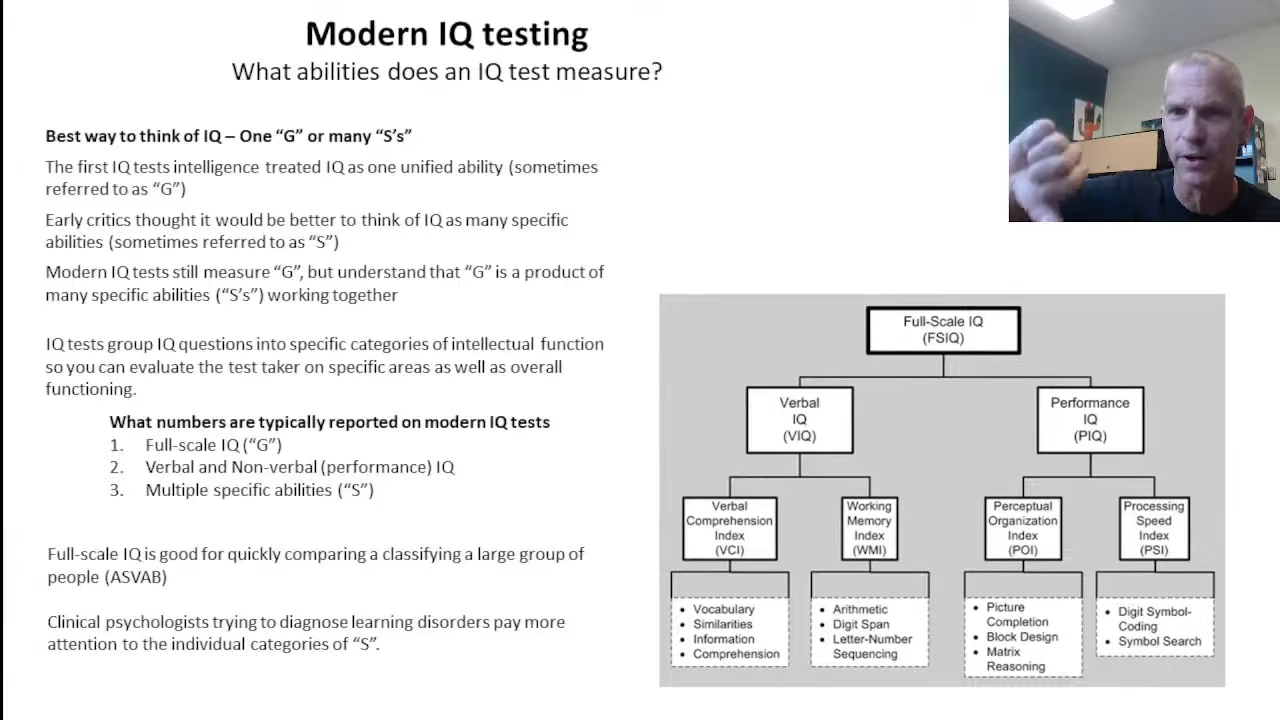 Modern IQ testing
What abilities does an IQ test measure?
Best way to think of IQ – One “G” or many “S’s”
The first IQ tests intelligence treated IQ as one unified ability (sometimes
referred to as “G”)
Early critics thought it would be better to think of IQ as many specific
abilities (sometimes referred to as “S”)
Modern IQ tests still measure “G”, but understand that “G” is a product of
many specific abilities (“S’s”) working together
IQ tests group IQ questions into specific categories of intellectual function
so you can evaluate the test taker on specific areas as well as overall
functioning.
What numbers are typically reported on modern IQ tests
1. Full-scale IQ (“G”)
2. Verbal and Non-verbal (performance) IQ
3. Multiple specific abilities (“S”)
Full-scale IQ is good for quickly comparing a classifying a large group of
people (ASVAB)
Clinical psychologists trying to diagnose learning disorders pay more
attention to the individual categories of “S”.
Full-Scale IQ
(FSIQ)
Verbal
IQ
(VIQ)
Performance
IQ
(PIQ)
Verbal
Comprehension
Index
(VCI)
Working
Memory
Index
(WMI)
Perceptual
Organization
Index
(POI)
Processing
Speed
Index
(PSI)
• Vocabulary
• Similarities
• Information
• Comprehension
• Arithmetic
• Digit Span
• Letter-Number
Sequencing
• Picture
Completion
• Block Design
• Matrix
Reasoning
• Digit Symbol-
Coding
• Symbol Search